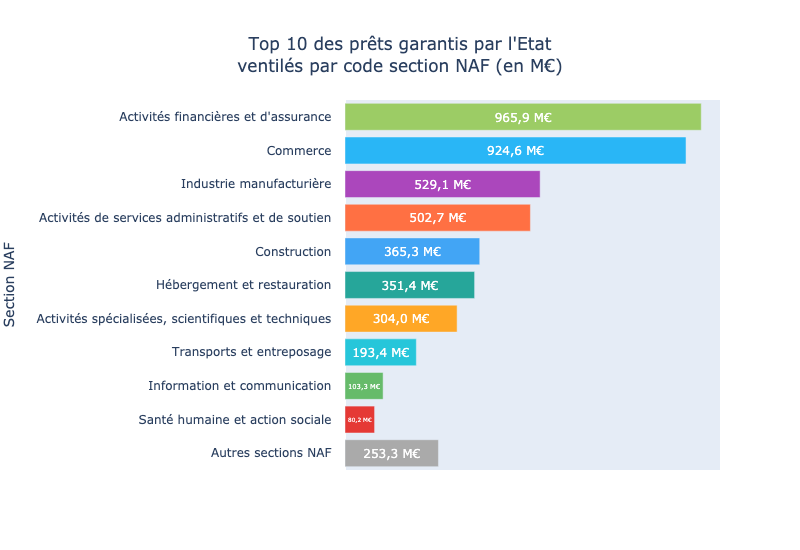 Top 10 des prêts garantis par l'Etat
ventilés par code section NAF (en M€)
Section NAF
Activités financières et d'assurance 965,9 M€
Commerce 924,6 M€
Industrie manufacturière 529,1 M€
Activités de services administratifs et de soutien 502,7 M€
Construction 365,3 M€
Hébergement et restauration 351,4 M€
Activités spécialisées, scientifiques et techniques 304,0 M€
Transports et entreposage 193,4 M€
Information et communication 103,3 M€
Santé humaine et action sociale 80,2 M€
Autres sections NAF 253,3 M€